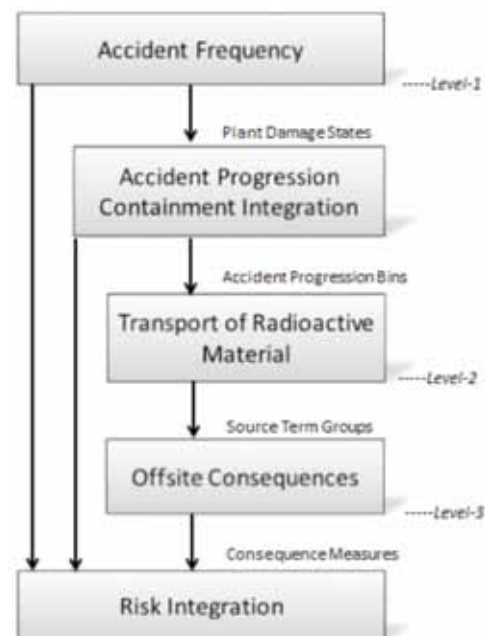 Accident Frequency
-----Level-1
Plant Damage States
Accident Progression
Containment Integration
Accident Progression Bins
Transport of Radioactive
Material
-----Level-2
Source Term Groups
Offsite Consequences
-----Level-3
Consequence Measures
Risk Integration